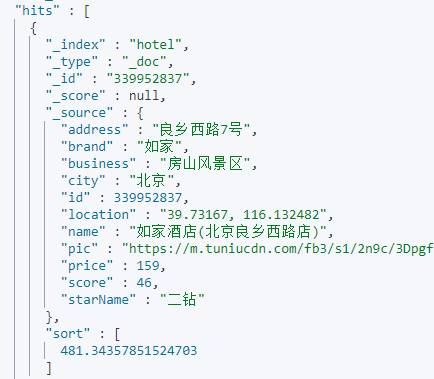 "hits" : [
{
"_index" : "hotel",
"_type" : "_doc",
"_id" : "339952837",
"_score" : null,
"_source" : {
"address" : "良乡西路7号",
"brand" : "如家",
"business" : "房山风景区",
"city" : "北京",
"id" : 339952837,
"location" : "39.73167, 116.132482",
"name" : "如家酒店(北京良乡西路店)",
"pic" : "https://m.tuniucdn.com/fb3/s1/2n9c/3Dpgf
"price" : 159,
"score" : 46,
"starName" : "二钻"
},
"sort" : [
481.34357851524703
]